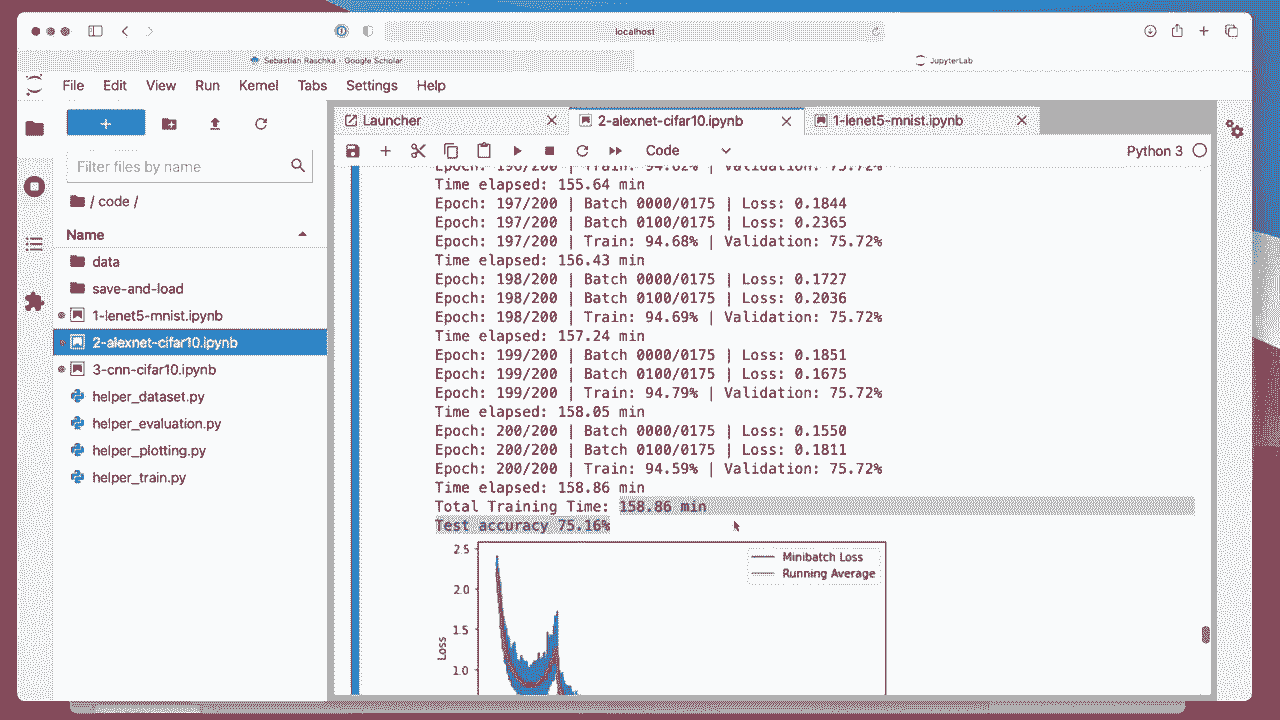 localhost
Sebastian Raschka - Google Scholar
JupyterLab
File Edit View Run Kernel Tabs Settings Help
Launcher
2-alexnet-cifar10.ipynb
1-lenet5-mnist.ipynb
Code
Python 3
Filter files by name
/ code /
Name
data
save-and-load
1-lenet5-mnist.ipynb
2-alexnet-cifar10.ipynb
3-cnn-cifar10.ipynb
helper_dataset.py
helper_evaluation.py
helper_plotting.py
helper_train.py
Epoch: 196/200 | Train: 94.62% | Validation: 75.72%
Time elapsed: 155.64 min
Epoch: 197/200 | Batch 0000/0175 | Loss: 0.1844
Epoch: 197/200 | Batch 0100/0175 | Loss: 0.2365
Epoch: 197/200 | Train: 94.68% | Validation: 75.72%
Time elapsed: 156.43 min
Epoch: 198/200 | Batch 0000/0175 | Loss: 0.1727
Epoch: 198/200 | Batch 0100/0175 | Loss: 0.2036
Epoch: 198/200 | Train: 94.69% | Validation: 75.72%
Time elapsed: 157.24 min
Epoch: 199/200 | Batch 0000/0175 | Loss: 0.1851
Epoch: 199/200 | Batch 0100/0175 | Loss: 0.1675
Epoch: 199/200 | Train: 94.79% | Validation: 75.72%
Time elapsed: 158.05 min
Epoch: 200/200 | Batch 0000/0175 | Loss: 0.1550
Epoch: 200/200 | Batch 0100/0175 | Loss: 0.1811
Epoch: 200/200 | Train: 94.59% | Validation: 75.72%
Time elapsed: 158.86 min
Total Training Time: 158.86 min
Test accuracy 75.16%
2.5
2.0
1.5
1.0
Loss
Minibatch Loss
Running Average